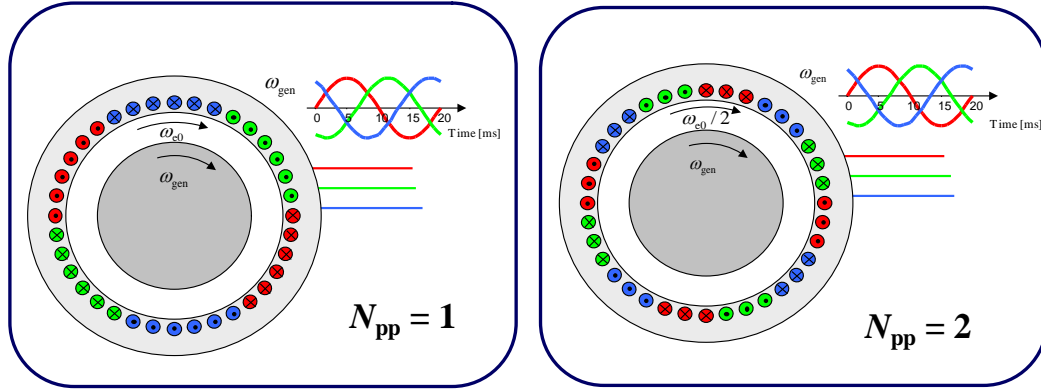 ω_gen
0 5 10 15 20
Time [ms]
ω_e0
ω_gen
N_pp = 1
ω_gen
0 5 10 15 20
Time [ms]
ω_e0 / 2
ω_gen
N_pp = 2